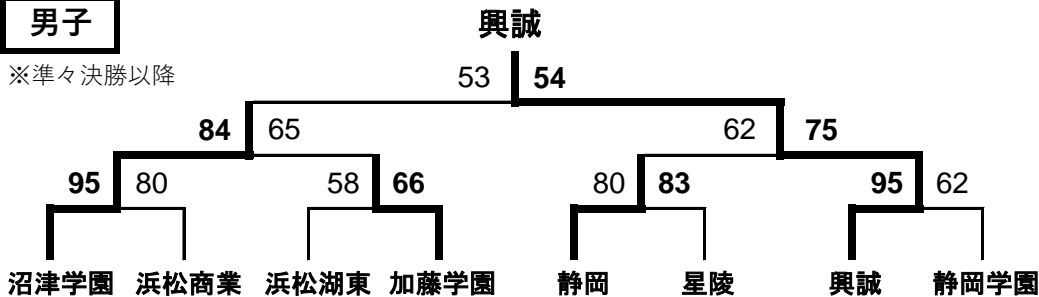 男子
興誠
※準々決勝以降
53 54
84 65 62 75
95 80 58 66 80 83 95 62
沼津学園 浜松商業 浜松湖東 加藤学園 静岡 星陵 興誠 静岡学園